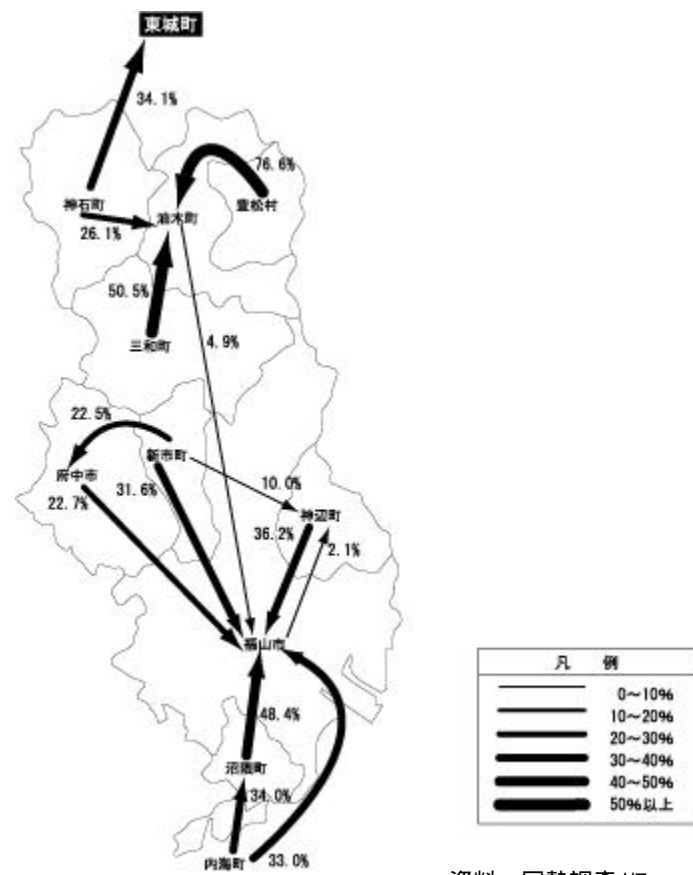 東城町
34.1%
76.6%
神石町
油木町
豊松村
26.1%
50.5%
三和町
4.9%
22.5%
新市町
府中市
10.0%
22.7%
31.6%
神辺町
36.2%
2.1%
福山市
48.4%
沼隈町
34.0%
内海町
33.0%
凡 例
0～10%
10～20%
20～30%
30～40%
40～50%
50%以上